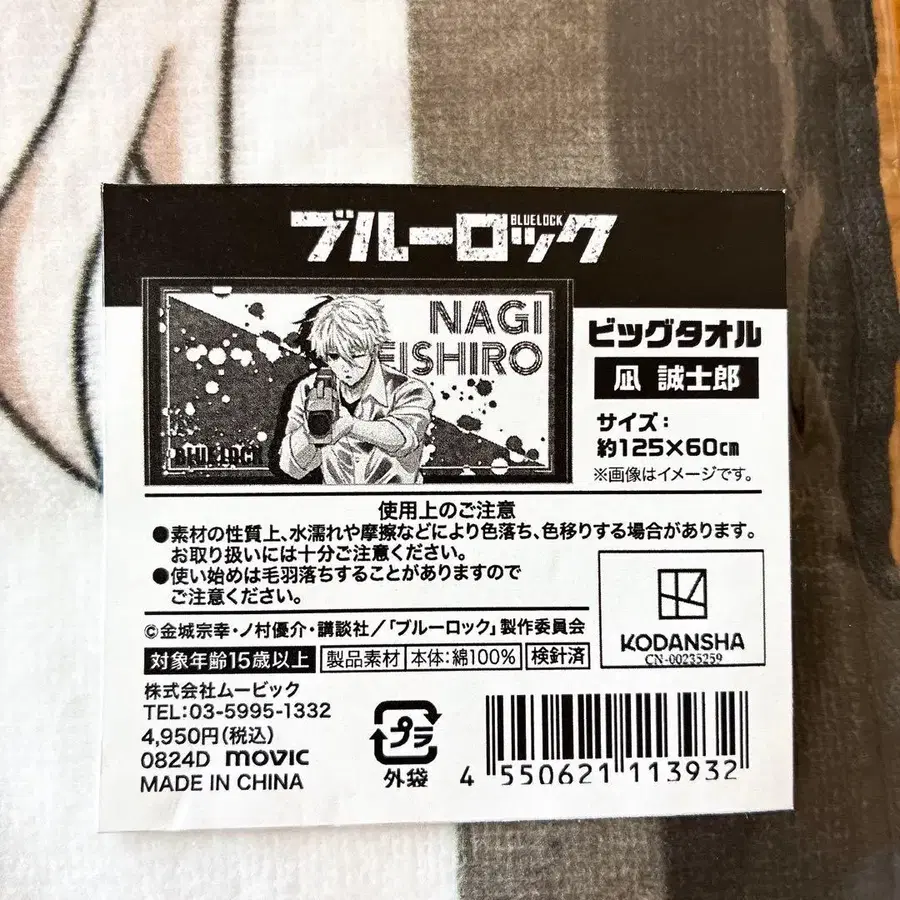 ブルーロック
BLUELOCK
NAGI
EISHIRO
BLUELOCK
ビッグタオル
凪 誠士郎
サイズ:
約125×60cm
※画像はイメージです。
使用上のご注意
●素材の性質上、水濡れや摩擦などにより色落ち、色移りする場合があります。
お取り扱いには十分ご注意ください。
●使い始めは毛羽落ちすることがありますので
ご注意ください。
©金城宗幸・ノ村優介・講談社/「ブルーロック」製作委員会
対象年齢15歳以上 製品素材 本体:綿100% 検針済
KODANSHA
CN-00235259
株式会社ムービック
TEL:03-5995-1332
4,950円(税込)
0824D movic
MADE IN CHINA
プラ
外袋
4 550621 113932